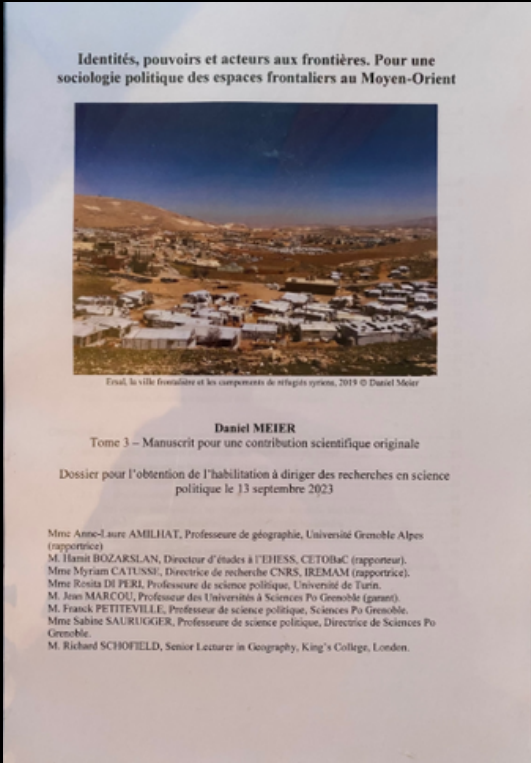 Identités, pouvoirs et acteurs aux frontières. Pour une
sociologie politique des espaces frontaliers au Moyen-Orient
Ersal, la ville frontalière et les campements de réfugiés syriens, 2019 © Daniel Meier
Daniel MEIER
Tome 3 – Manuscrit pour une contribution scientifique originale
Dossier pour l'obtention de l'habilitation à diriger des recherches en science
politique le 13 septembre 2023
Mme Anne-Laure AMILHAT, Professeure de géographie, Université Grenoble Alpes
(rapportrice)
M. Hamit BOZARSLAN, Directeur d'études à l'EHESS, CETOBaC (rapporteur).
Mme Myriam CATUSSE, Directrice de recherche CNRS, IREMAM (rapportrice).
Mme Rosita DI PERI, Professeure de science politique, Université de Turin.
M. Jean MARCOU, Professeur des Universités à Sciences Po Grenoble (garant).
M. Franck PETITEVILLE, Professeur de science politique, Sciences Po Grenoble.
Mme Sabine SAURUGGER, Professeure de science politique, Directrice de Sciences Po
Grenoble.
M. Richard SCHOFIELD, Senior Lecturer in Geography, King's College, London.